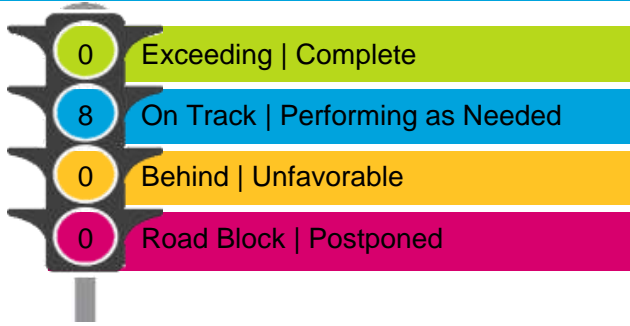 0 Exceeding | Complete
8 On Track | Performing as Needed
0 Behind | Unfavorable
0 Road Block | Postponed